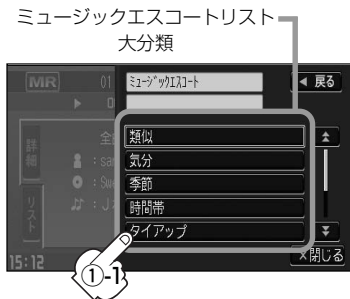 ミュージックエスコートリスト
大分類
MR 01 ﾐｭｰｼﾞｯｸｴｽｺｰﾄ ◀ 戻る
▶ 0
詳細
リスト
全
: sa
: Swe
: J
類似
気分
季節
時間帯
タイアップ
15:12
×閉じる
①-1